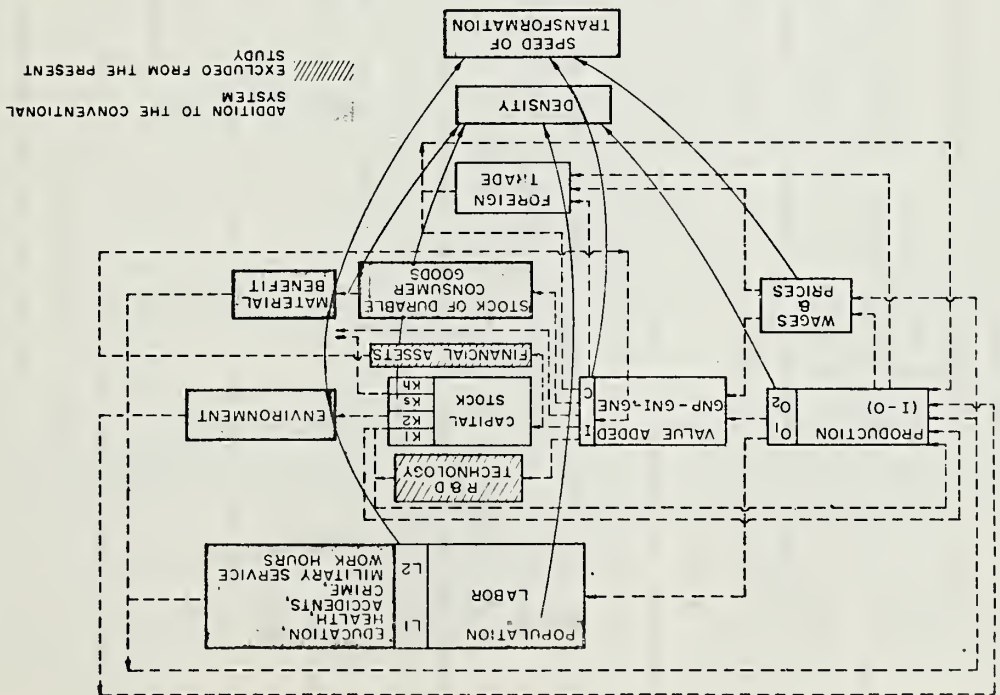 POPULATION
LABOR
L1
L2
EDUCATION,
HEALTH,
ACCIDENTS,
CRIME,
MILITARY SERVICE
WORK HOURS
R & D
TECHNOLOGY
PRODUCTION
(I-O)
O1
O2
VALUE ADDED
GNP-GNI-GNE
I
C
CAPITAL
STOCK
K1
K2
Ks
Kh
ENVIRONMENT
FINANCIAL ASSETS
WAGES
&
PRICES
STOCK OF DURABLE
CONSUMER
GOODS
MATERIAL
BENEFIT
FOREIGN
TRADE
DENSITY
SPEED OF
TRANSFORMATION
ADDITION TO THE CONVENTIONAL
SYSTEM
EXCLUDED FROM THE PRESENT
STUDY